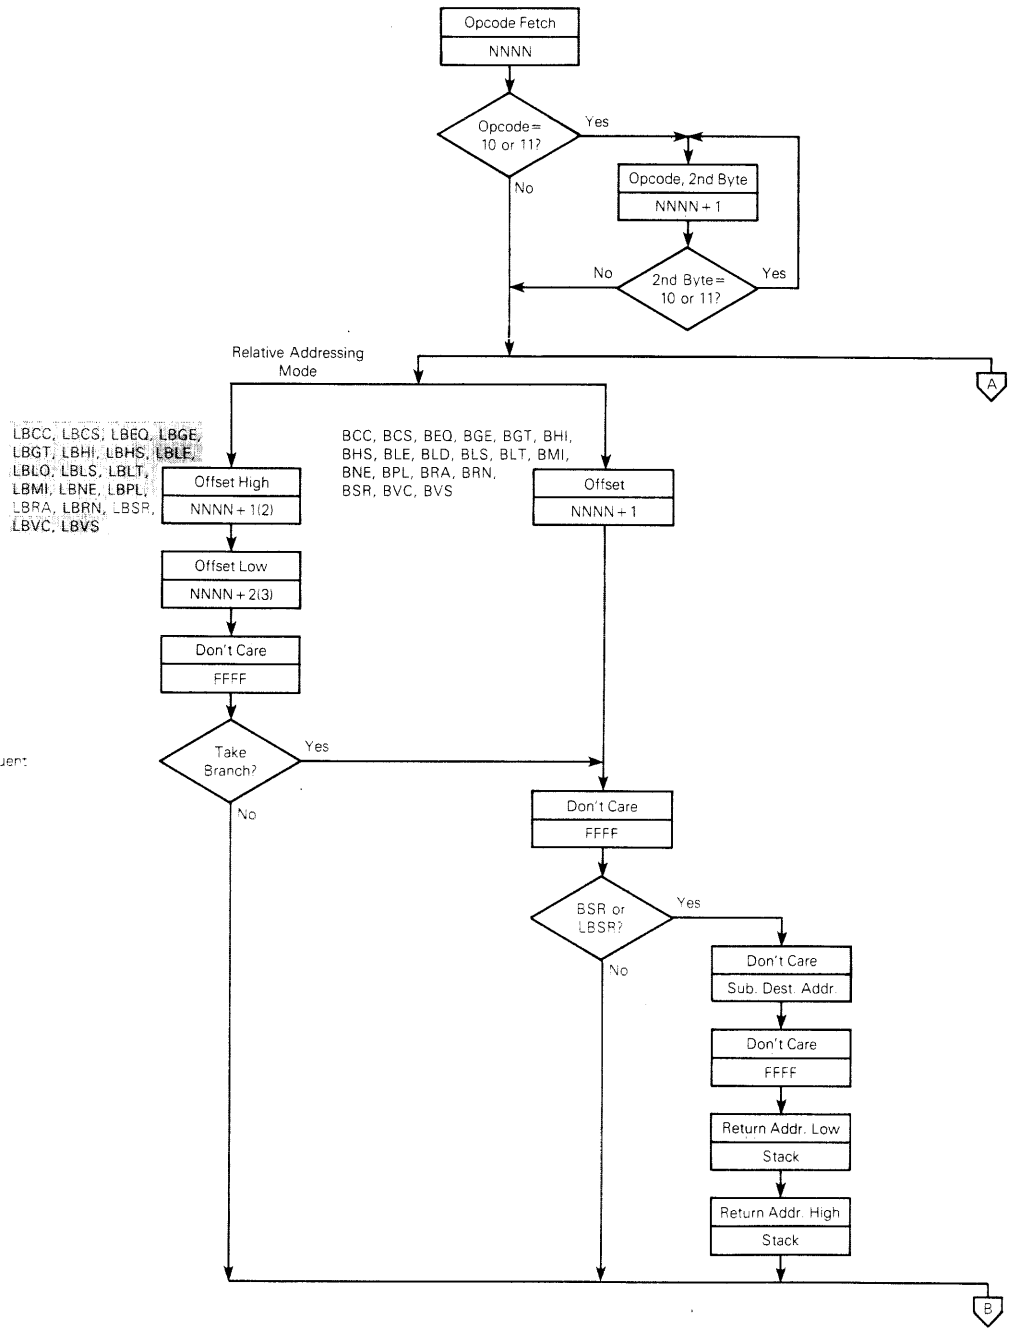 Opcode Fetch
NNNN
Opcode=
10 or 11?
Yes
No
Opcode, 2nd Byte
NNNN + 1
2nd Byte=
10 or 11?
No
Yes
Relative Addressing
Mode
A
LBCC, LBCS, LBEQ, LBGE,
LBGT, LBHI, LBHS, LBLE,
LBLO, LBLS, LBLT,
LBMI, LBNE, LBPL,
LBRA, LBRN, LBSR,
LBVC, LBVS
BCC, BCS, BEQ, BGE, BGT, BHI,
BHS, BLE, BLD, BLS, BLT, BMI,
BNE, BPL, BRA, BRN,
BSR, BVC, BVS
Offset High
NNNN + 1(2)
Offset
NNNN + 1
Offset Low
NNNN + 2(3)
Don't Care
FFFF
Take
Branch?
Yes
No
Don't Care
FFFF
BSR or
LBSR?
Yes
No
Don't Care
Sub. Dest. Addr.
Don't Care
FFFF
Return Addr. Low
Stack
Return Addr. High
Stack
B